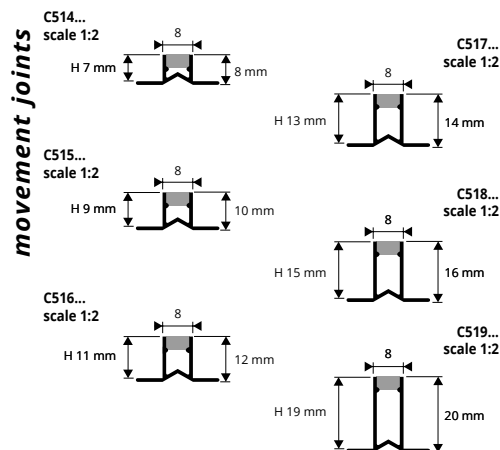 movement joints
C514...
scale 1:2
8
H 7 mm
8 mm
C515...
scale 1:2
8
H 9 mm
10 mm
C516...
scale 1:2
8
H 11 mm
12 mm
C517...
scale 1:2
8
H 13 mm
14 mm
C518...
scale 1:2
8
H 15 mm
16 mm
C519...
scale 1:2
8
H 19 mm
20 mm